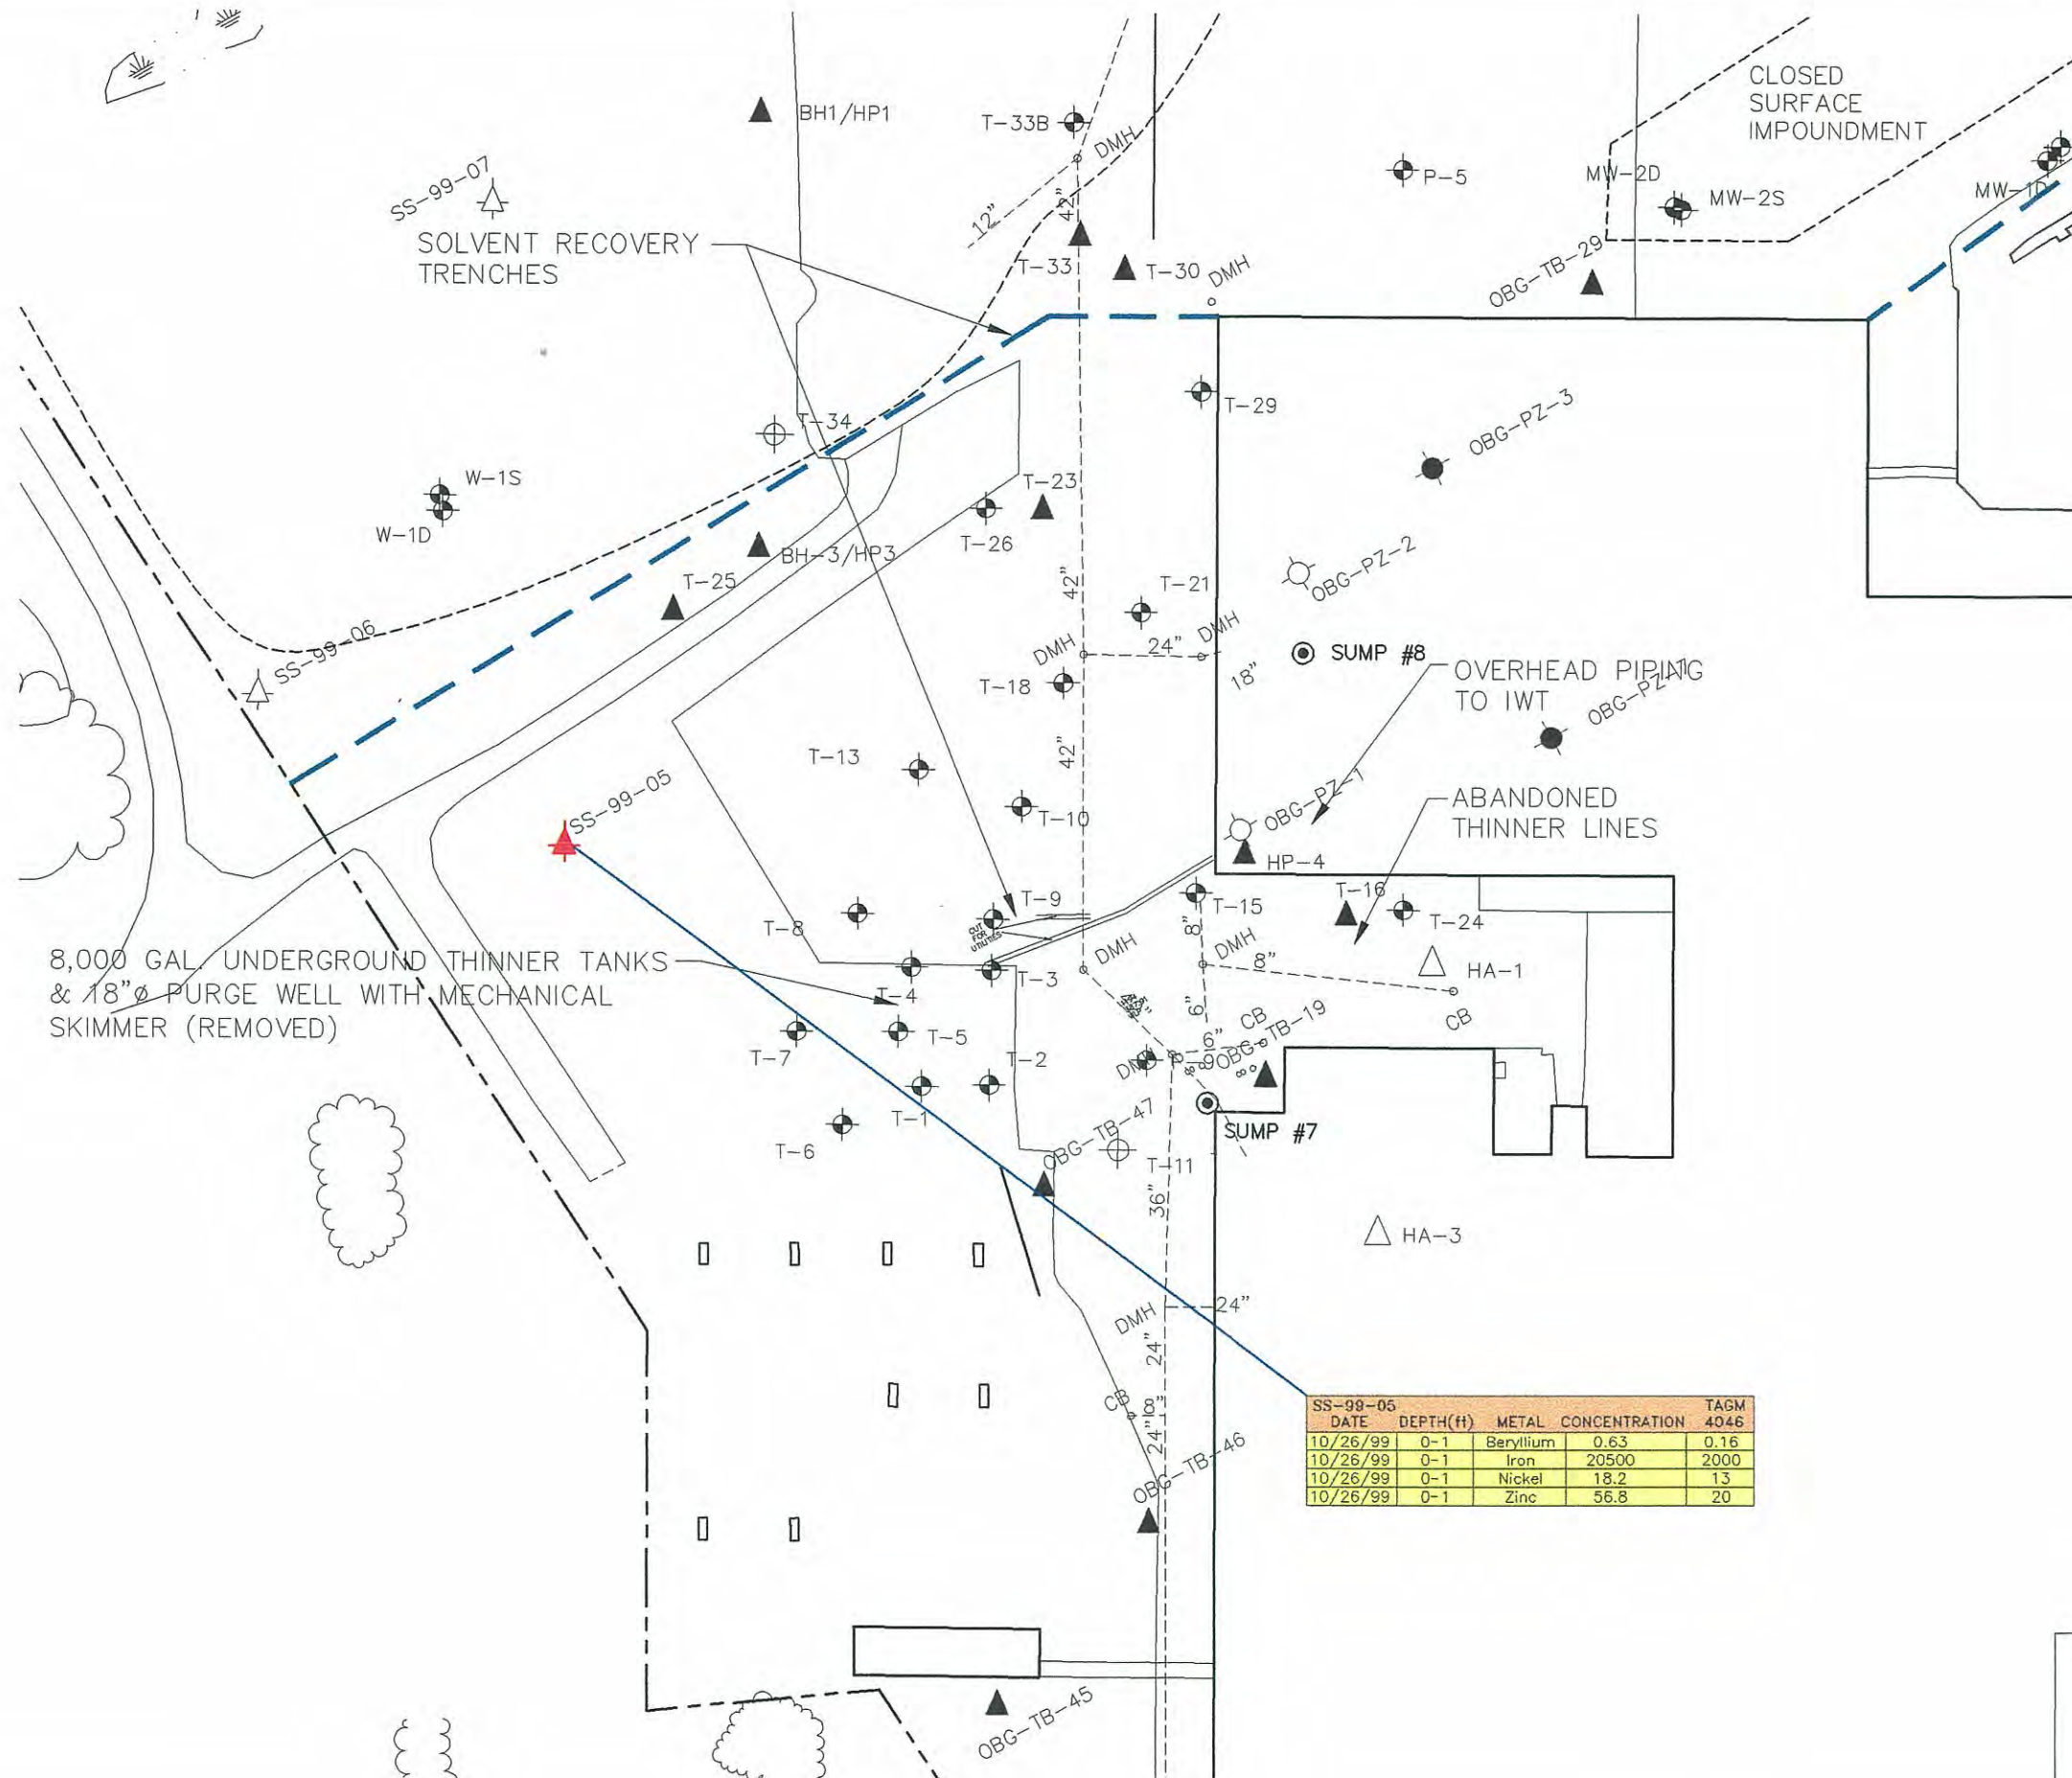 CLOSED
SURFACE
IMPOUNDMENT
BH1/HP1
T-33B
DMH
P-5
MW-2D
MW-2S
MW-1D
SS-99-07
-12"
42"
SOLVENT RECOVERY
TRENCHES
T-33
T-30
DMH
OBG-TB-29
T-29
OBG-PZ-3
T-34
W-1S
W-1D
T-23
T-26
BH-3/HP3
T-25
42"
T-21
OBG-PZ-2
SS-99-06
DMH
24"
DMH
18"
SUMP #8
T-18
OVERHEAD PIPING
TO IWT
42"
T-13
T-10
SS-99-05
OBG-PZ-1
HP-4
ABANDONED
THINNER LINES
T-9
CUT
FOR
UTILITIES
T-15
T-16
T-24
T-8
8"
DMH
DMH
8"
HA-1
8,000 GAL. UNDERGROUND THINNER TANKS
& 18"ø PURGE WELL WITH MECHANICAL
SKIMMER (REMOVED)
T-3
T-4
6"
CB
CB
T-5
T-7
T-2
6"
OBG-TB-19
DMH
T-1
T-6
OBG-TB-47
SUMP #7
T-11
36"
HA-3
DMH
24"
24"
CB
18"
24"
OBG-TB-46
SS-99-05 TAGM
DATE DEPTH(ft) METAL CONCENTRATION 4046
10/26/99 0-1 Beryllium 0.63 0.16
10/26/99 0-1 Iron 20500 2000
10/26/99 0-1 Nickel 18.2 13
10/26/99 0-1 Zinc 56.8 20
OBG-TB-45